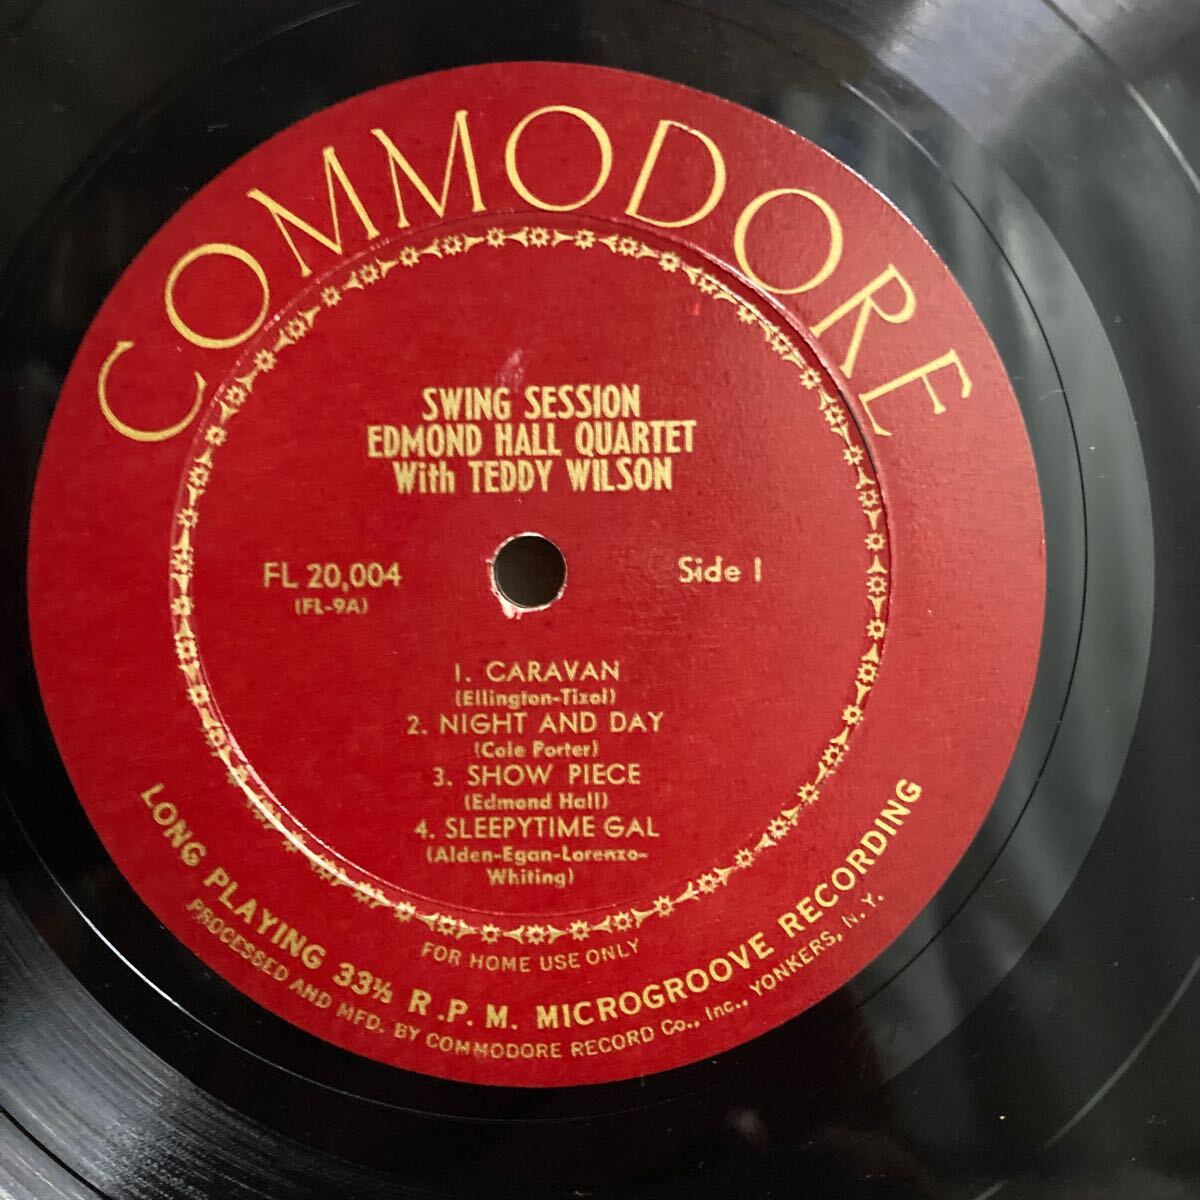 COMMODORE
SWING SESSION
EDMOND HALL QUARTET
With TEDDY WILSON
FL 20,004
(FL-9A)
Side 1
1. CARAVAN
(Ellington-Tizol)
2. NIGHT AND DAY
(Cole Porter)
3. SHOW PIECE
(Edmond Hall)
4. SLEEPYTIME GAL
(Alden-Egan-Lorenzo-
Whiting)
FOR HOME USE ONLY
LONG PLAYING 33⅓ R.P.M. MICROGROOVE RECORDING
PROCESSED AND MFD. BY COMMODORE RECORD Co., Inc., YONKERS, N.Y.